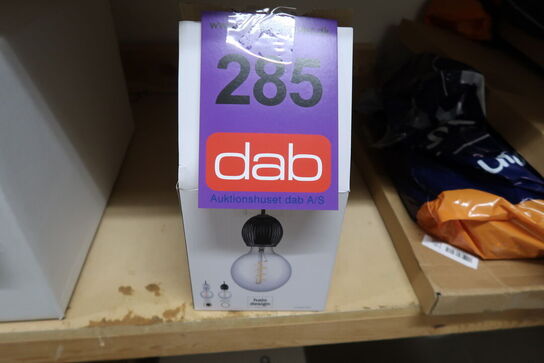 285
dab
Auktionshuset dab A/S
halo
design